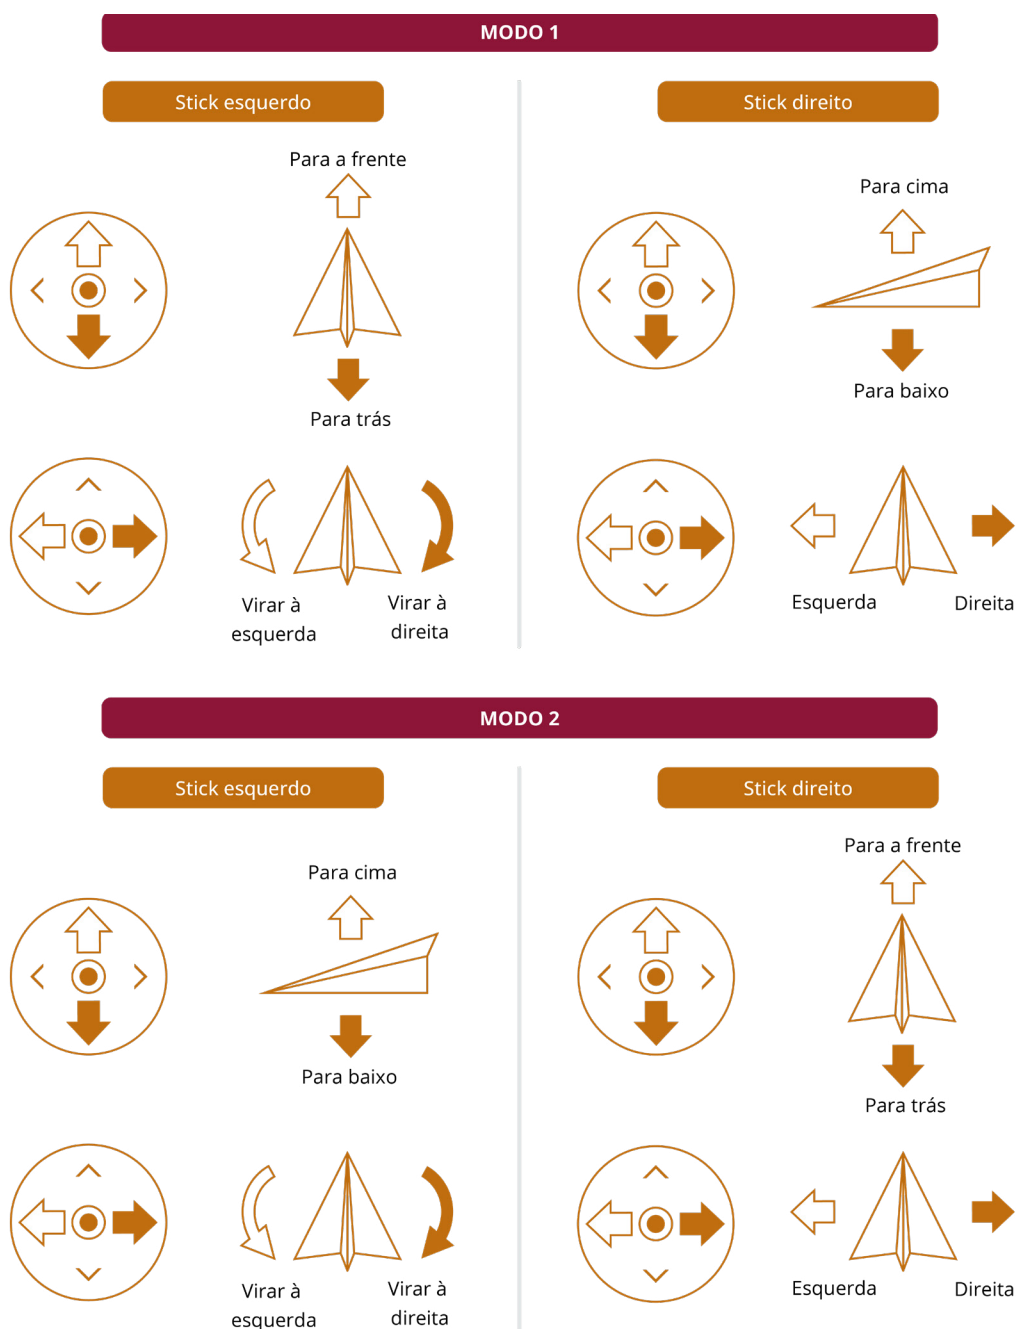 MODO 1
Stick esquerdo
Stick direito
Para a frente
Para cima
Para baixo
Para trás
Virar à
esquerda
Virar à
direita
Esquerda
Direita
MODO 2
Stick esquerdo
Stick direito
Para a frente
Para cima
Para baixo
Para trás
Virar à
esquerda
Virar à
direita
Esquerda
Direita